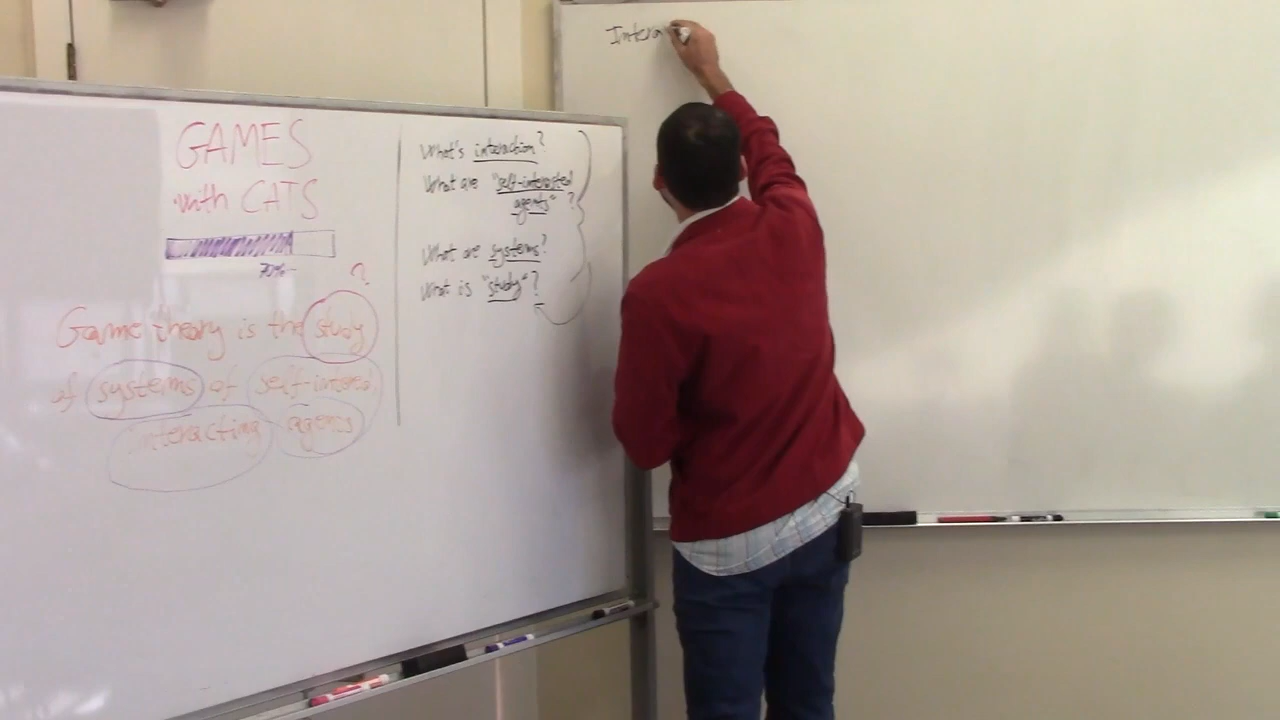 GAMES
with CATS
70%
?
Game theory is the study
of systems of self-interested
interacting agents
What's interaction?
What are "self-interested
agents" ?
What are systems?
What is "study"?
Intera